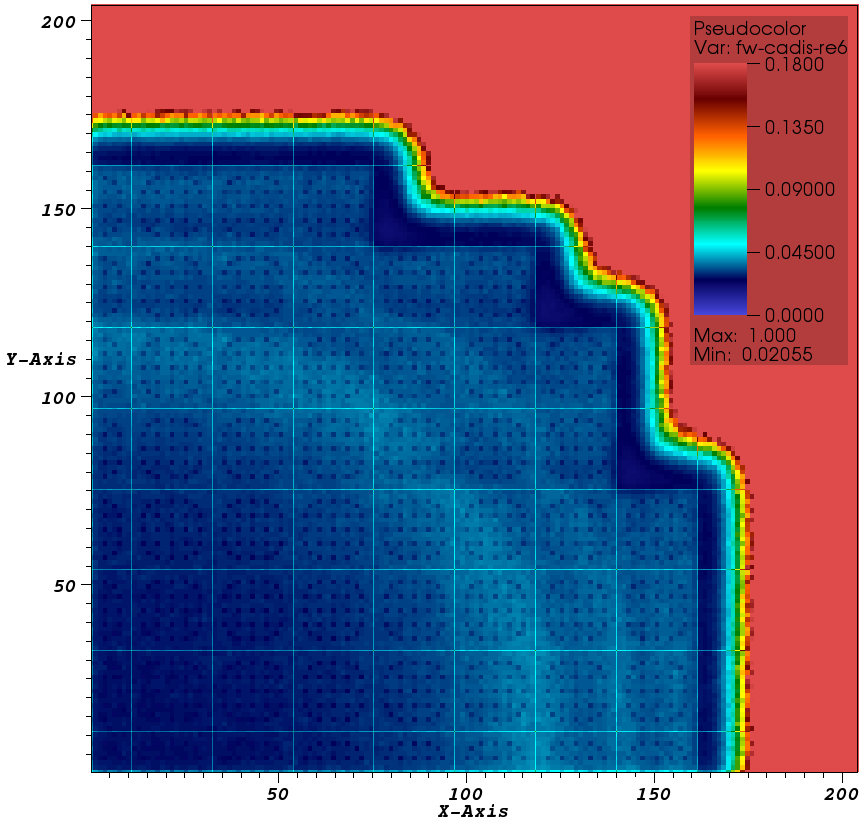 200
150
Y-Axis
100
50
50
100
150
200
X-Axis
Pseudocolor
Var: fw-cadis-re6
0.1800
0.1350
0.09000
0.04500
0.0000
Max: 1.000
Min: 0.02055